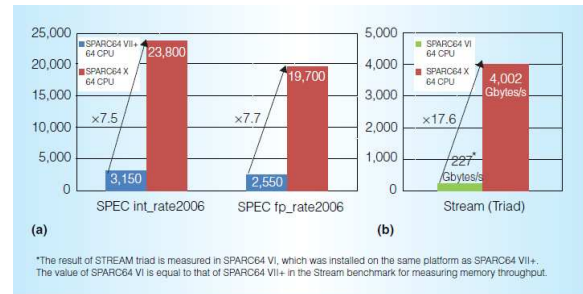 25,000
20,000
15,000
10,000
5,000
0
SPARC64 VII+
64 CPU
SPARC64 X
64 CPU
23,800
19,700
×7.5
×7.7
3,150
2,550
SPEC int_rate2006
SPEC fp_rate2006
(a)
5,000
4,000
3,000
2,000
1,000
0
SPARC64 VI
64 CPU
SPARC64 X
64 CPU
4,002
Gbytes/s
×17.6
227*
Gbytes/s
Stream (Triad)
(b)
*The result of STREAM triad is measured in SPARC64 VI, which was installed on the same platform as SPARC64 VII+.
The value of SPARC64 VI is equal to that of SPARC64 VII+ in the Stream benchmark for measuring memory throughput.